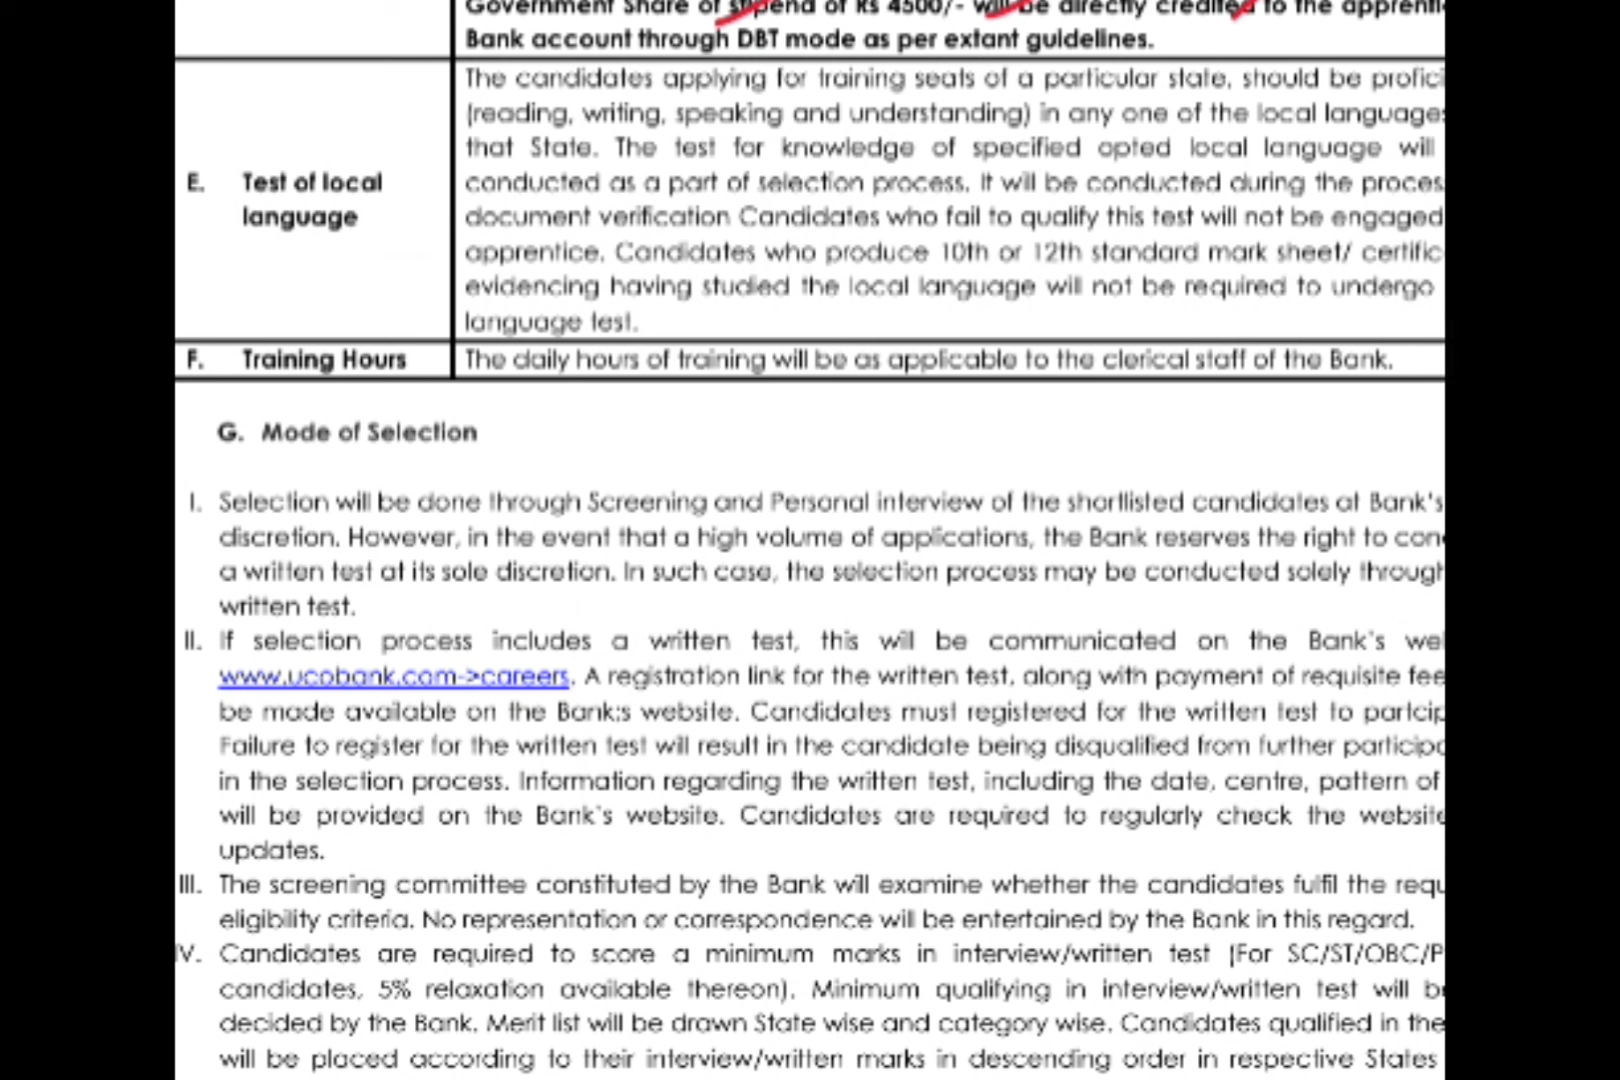 Government Share of stipend of Rs 4500/- will be directly credited to the apprenti
Bank account through DBT mode as per extant guidelines.
The candidates applying for training seats of a particular state, should be profici
(reading, writing, speaking and understanding) in any one of the local languages
that State. The test for knowledge of specified opted local language will
E. Test of local conducted as a part of selection process. It will be conducted during the proces
language document verification Candidates who fail to qualify this test will not be engaged
apprentice. Candidates who produce 10th or 12th standard mark sheet/ certific
evidencing having studied the local language will not be required to undergo
language test.
F. Training Hours The daily hours of training will be as applicable to the clerical staff of the Bank.
G. Mode of Selection
I. Selection will be done through Screening and Personal interview of the shortlisted candidates at Bank's
discretion. However, in the event that a high volume of applications, the Bank reserves the right to con
a written test at its sole discretion. In such case, the selection process may be conducted solely through
written test.
II. If selection process includes a written test, this will be communicated on the Bank's we
www.ucobank.com->careers. A registration link for the written test, along with payment of requisite fee
be made available on the Bank:s website. Candidates must registered for the written test to partcip
Failure to register for the written test will result in the candidate being disqualified from further participa
in the selection process. Information regarding the written test, including the date, centre, pattern of
will be provided on the Bank's website. Candidates are required to regularly check the website
updates.
III. The screening committee constituted by the Bank will examine whether the candidates fulfil the requ
eligibility criteria. No representation or correspondence will be entertained by the Bank in this regard.
IV. Candidates are required to score a minimum marks in interview/written test (For SC/ST/OBC/P
candidates, 5% relaxation available thereon). Minimum qualifying in interview/written test will be
decided by the Bank. Merit list will be drawn State wise and category wise. Candidates qualified in the
will be placed according to their interview/written marks in descending order in respective States